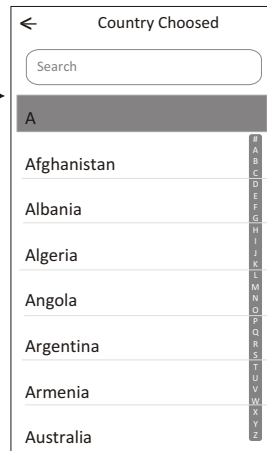 Country Choosed
Search
A
Afghanistan
Albania
Algeria
Angola
Argentina
Armenia
Australia
#
A
B
C
D
E
F
G
H
I
J
K
L
M
N
O
P
Q
R
S
T
U
V
W
X
Y
Z